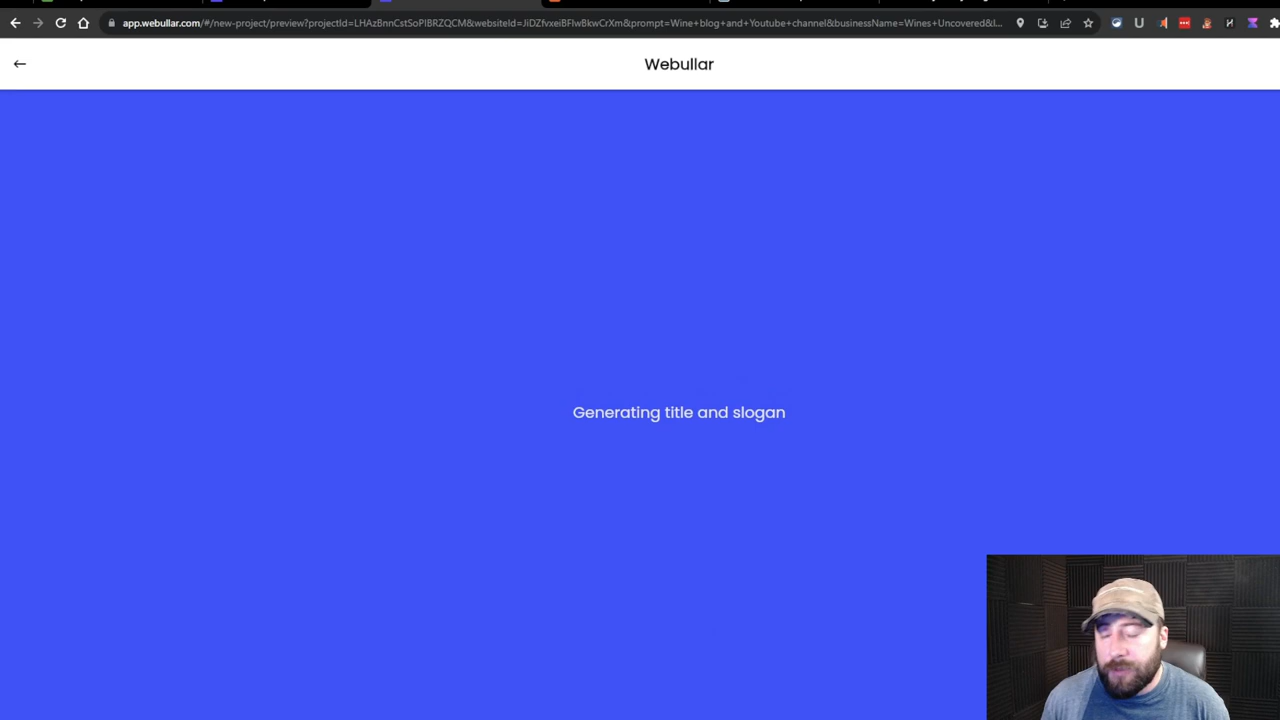 app.webullar.com/#/new-project/preview?projectId=LHAzBnnCstSoPIBRZQCM&websiteId=JiDZfvxeiBFIwBkwCrXm&prompt=Wine+blog+and+Youtube+channel&businessName=Wines+Uncovered&l...
Webullar
Generating title and slogan